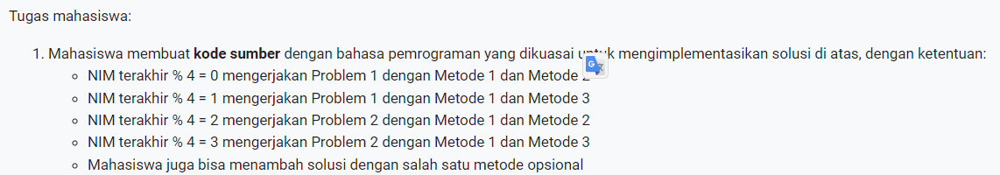 Tugas mahasiswa:
1. Mahasiswa membuat kode sumber dengan bahasa pemrograman yang dikuasai untuk mengimplementasikan solusi di atas, dengan ketentuan:
NIM terakhir % 4 = 0 mengerjakan Problem 1 dengan Metode 1 dan Metode 2
NIM terakhir % 4 = 1 mengerjakan Problem 1 dengan Metode 1 dan Metode 3
NIM terakhir % 4 = 2 mengerjakan Problem 2 dengan Metode 1 dan Metode 2
NIM terakhir % 4 = 3 mengerjakan Problem 2 dengan Metode 1 dan Metode 3
Mahasiswa juga bisa menambah solusi dengan salah satu metode opsional